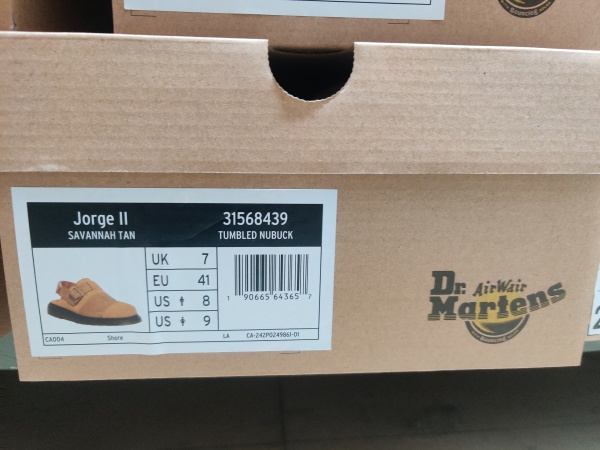 Jorge II
SAVANNAH TAN
31568439
TUMBLED NUBUCK
UK 7
EU 41
US 8
US 9
1 90665 64365 7
CA004 Shore
LA CA-242P024986J-01
Dr. AirWair
Martens